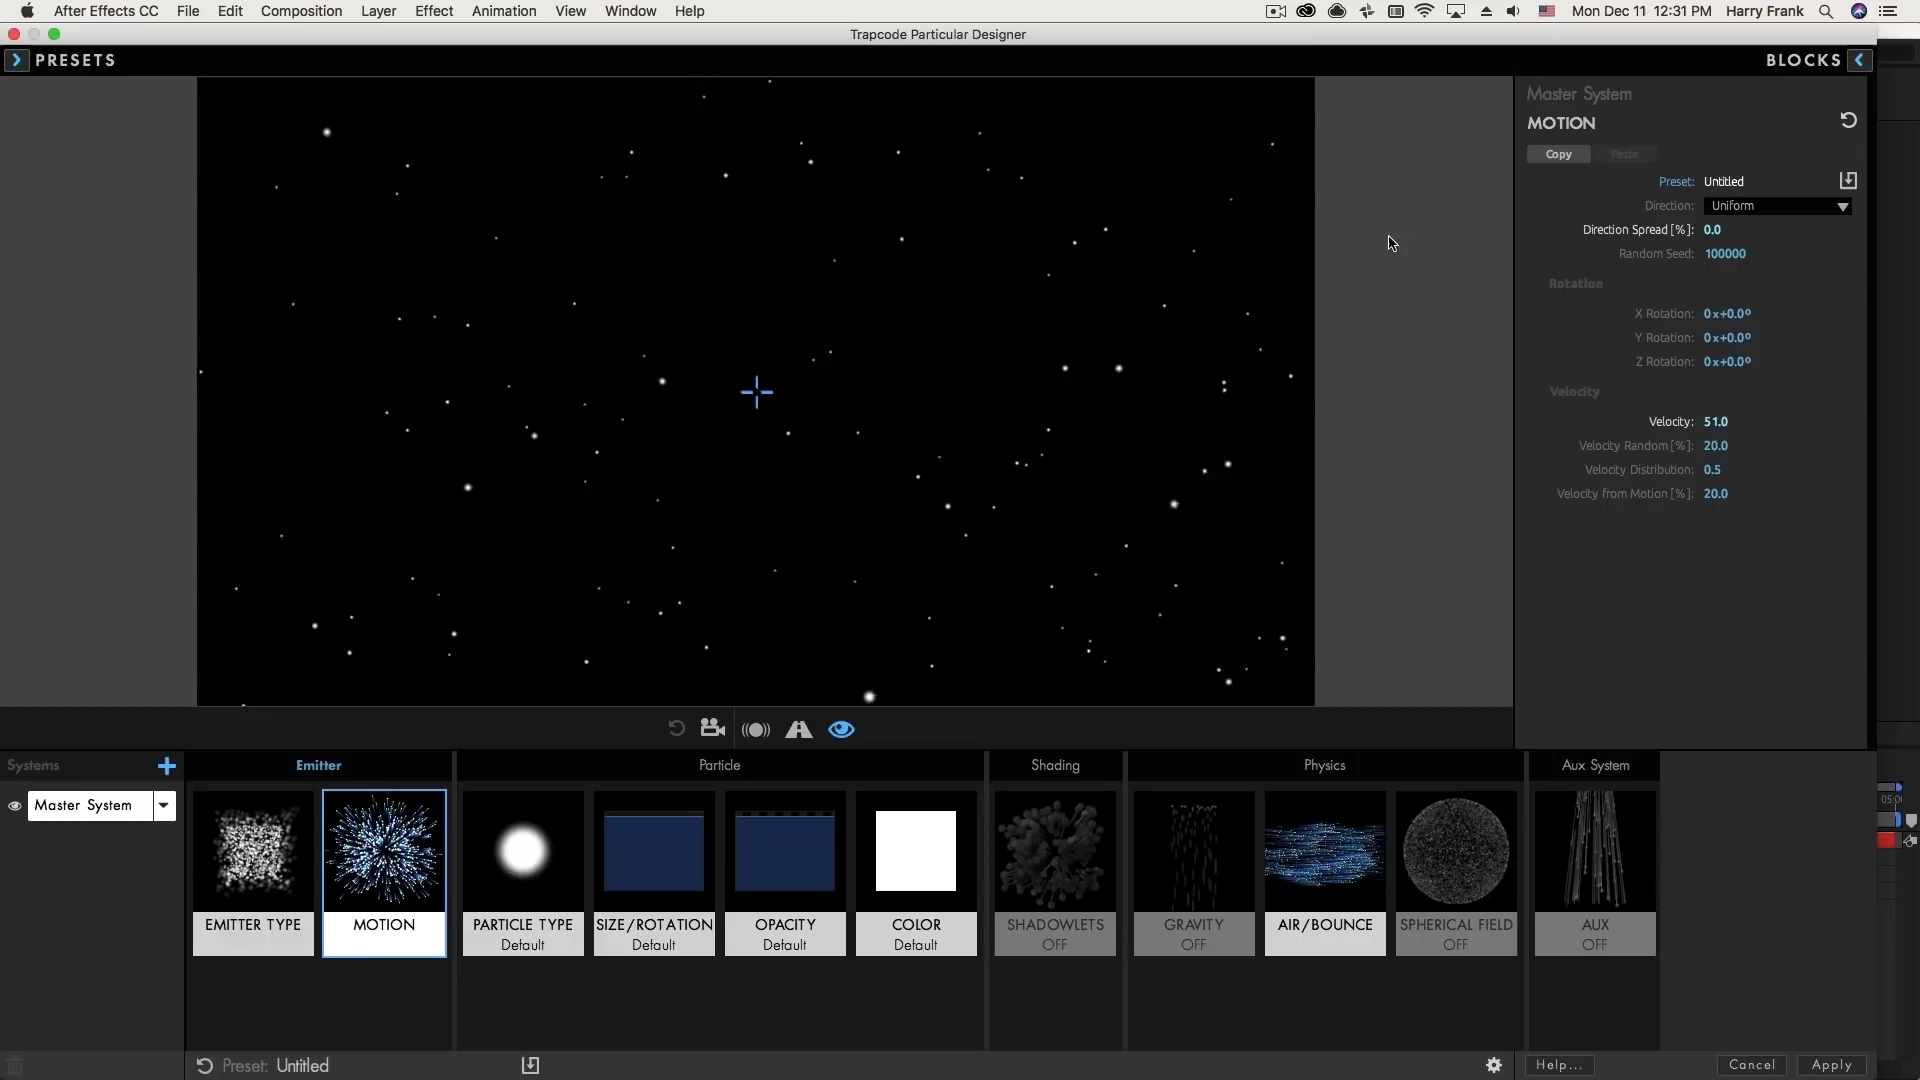 After Effects CC File Edit Composition Layer Effect Animation View Window Help Mon Dec 11 12:31 PM Harry Frank
Trapcode Particular Designer
PRESETS
BLOCKS
Master System
MOTION
Copy Paste
Preset: Untitled
Direction: Uniform
Direction Spread [%]: 0.0
Random Seed: 100000
Rotation
X Rotation: 0x+0.0°
Y Rotation: 0x+0.0°
Z Rotation: 0x+0.0°
Velocity
Velocity: 51.0
Velocity Random [%]: 20.0
Velocity Distribution: 0.5
Velocity from Motion [%]: 20.0
Systems
Emitter
Particle
Shading
Physics
Aux System
Master System
EMITTER TYPE
MOTION
PARTICLE TYPE
Default
SIZE/ROTATION
Default
OPACITY
Default
COLOR
Default
SHADOWLETS
OFF
GRAVITY
OFF
AIR/BOUNCE
SPHERICAL FIELD
OFF
AUX
OFF
Preset: Untitled
Help...
Cancel
Apply